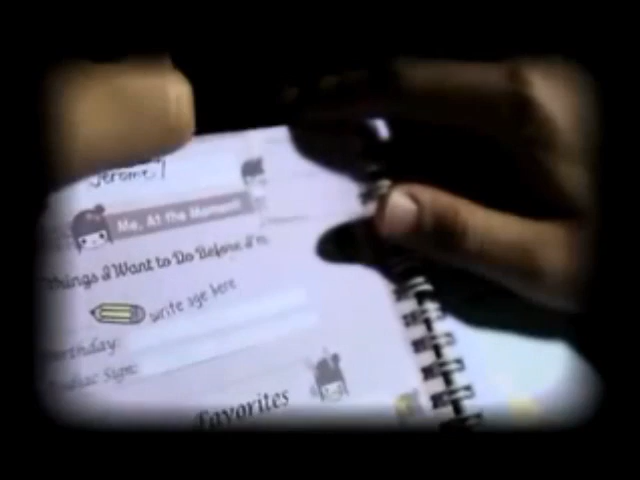 Jerome
Me, At the Moment
Things I Want to Do Before I'm
write age here
Birthday:
Zodiac Sign:
Favorites